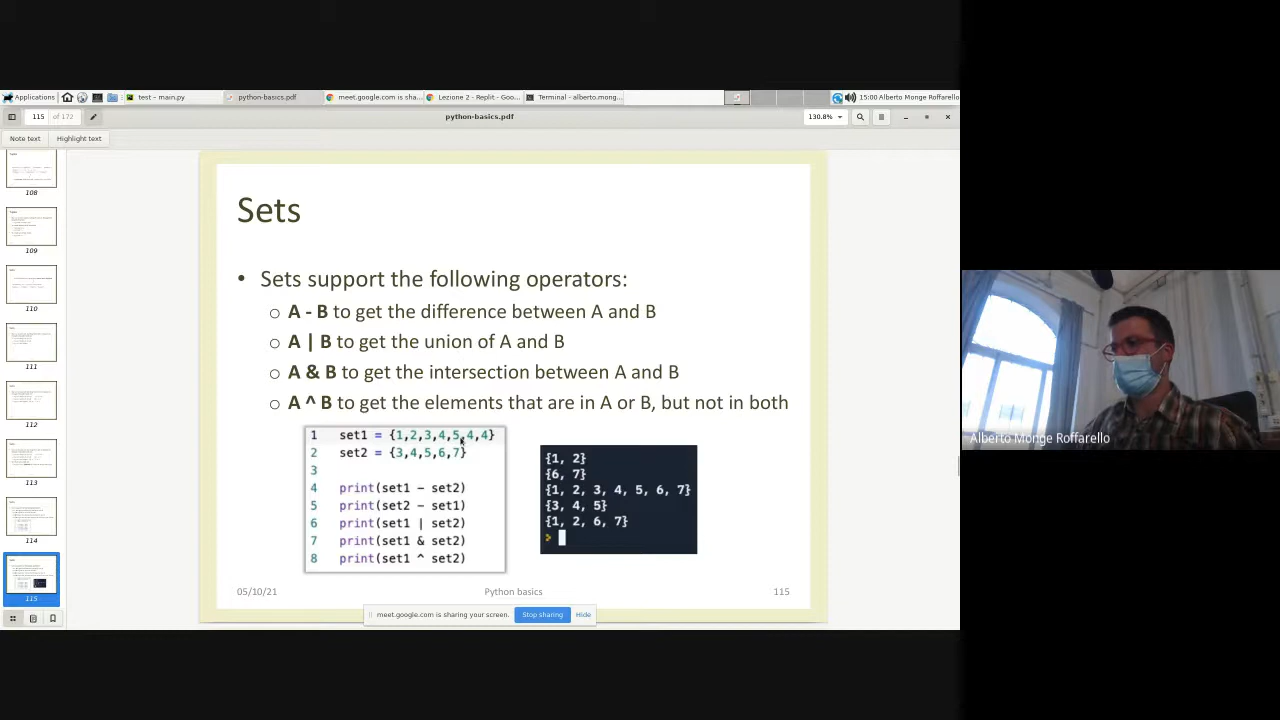 Applications
test - main.py
python-basics.pdf
meet.google.com is sha...
Lezione 2 - Replit - Goo...
Terminal - alberto.mong...
15:00 Alberto Monge Roffarello
115 of 172
python-basics.pdf
130.8%
Note text
Highlight text
108
109
110
111
112
113
114
115
Sets
• Sets support the following operators:
o A - B to get the difference between A and B
o A | B to get the union of A and B
o A & B to get the intersection between A and B
o A ^ B to get the elements that are in A or B, but not in both
1 set1 = {1,2,3,4,5,4,4}
2 set2 = {3,4,5,6,7}
3
4 print(set1 − set2)
5 print(set2 − set1)
6 print(set1 | set2)
7 print(set1 & set2)
8 print(set1 ^ set2)
{1, 2}
{6, 7}
{1, 2, 3, 4, 5, 6, 7}
{3, 4, 5}
{1, 2, 6, 7}
05/10/21
Python basics
115
meet.google.com is sharing your screen.
Stop sharing
Hide
Alberto Monge Roffarello